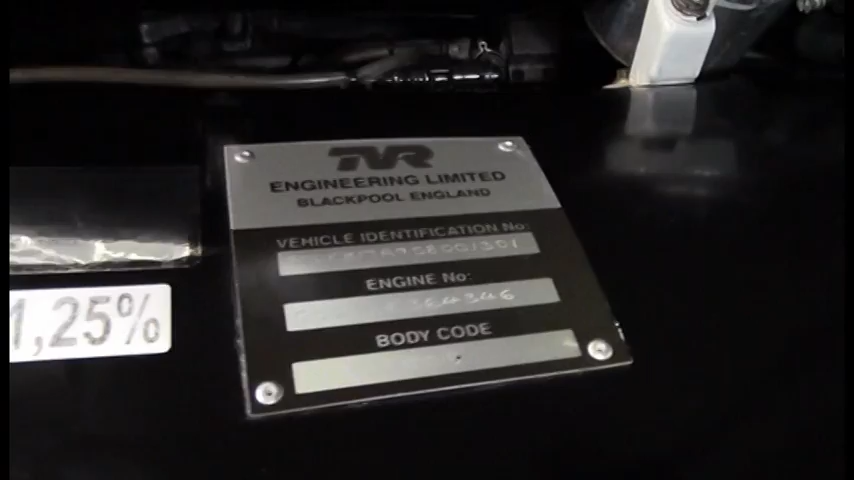 TVR
ENGINEERING LIMITED
BLACKPOOL ENGLAND
VEHICLE IDENTIFICATION No:
ENGINE No:
BODY CODE
1,25%